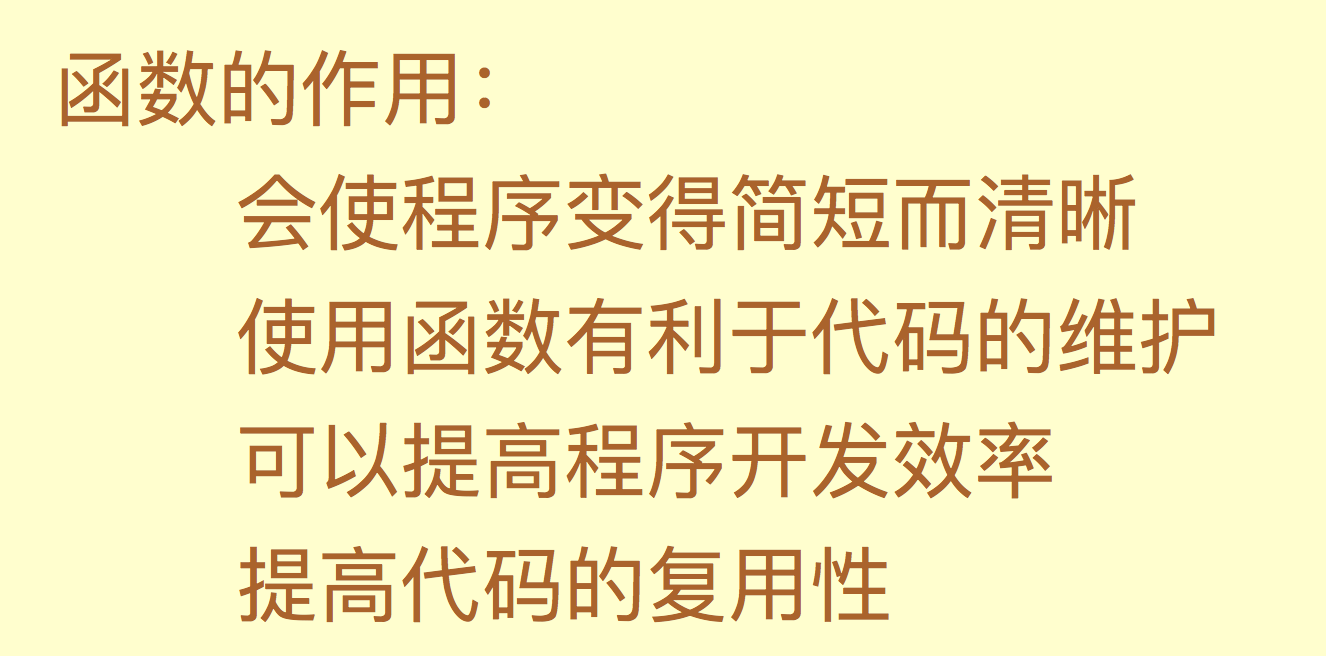 函数的作用：
会使程序变得简短而清晰
使用函数有利于代码的维护
可以提高程序开发效率
提高代码的复用性